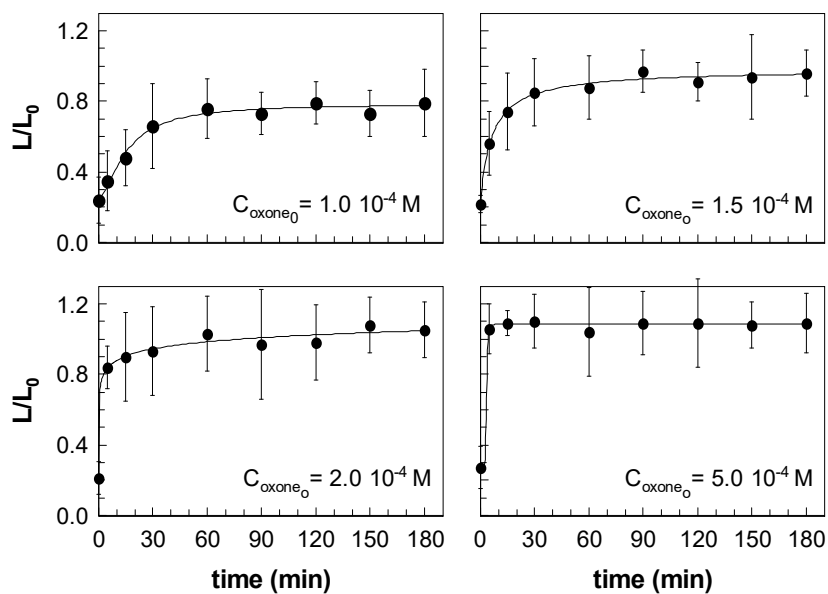 1.2
0.8
0.4
0.0
L/L0
Coxone0 = 1.0 10-4 M
Coxoneo = 1.5 10-4 M
1.2
0.8
0.4
0.0
L/L0
Coxoneo = 2.0 10-4 M
Coxoneo = 5.0 10-4 M
0 30 60 90 120 150 180
0 30 60 90 120 150 180
time (min)
time (min)